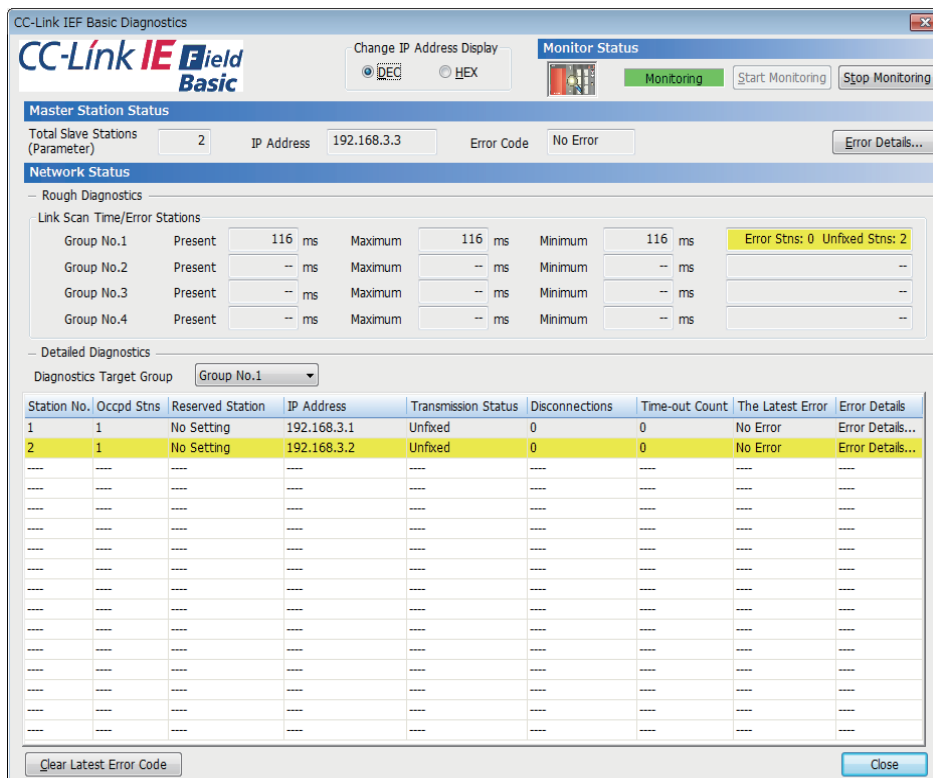 CC-Link IEF Basic Diagnostics
CC-Link IE Field Basic
Change IP Address Display
DEC HEX
Monitor Status
Monitoring Start Monitoring Stop Monitoring
Master Station Status
Total Slave Stations (Parameter) 2 IP Address 192.168.3.3 Error Code No Error Error Details...
Network Status
Rough Diagnostics
Link Scan Time/Error Stations
Group No.1 Present 116 ms Maximum 116 ms Minimum 116 ms Error Stns: 0 Unfixed Stns: 2
Group No.2 Present -- ms Maximum -- ms Minimum -- ms --
Group No.3 Present -- ms Maximum -- ms Minimum -- ms --
Group No.4 Present -- ms Maximum -- ms Minimum -- ms --
Detailed Diagnostics
Diagnostics Target Group Group No.1
Station No. Occpd Stns Reserved Station IP Address Transmission Status Disconnections Time-out Count The Latest Error Error Details
1 1 No Setting 192.168.3.1 Unfixed 0 0 No Error Error Details...
2 1 No Setting 192.168.3.2 Unfixed 0 0 No Error Error Details...
---- ---- ---- ---- ---- ---- ---- ---- ----
---- ---- ---- ---- ---- ---- ---- ---- ----
---- ---- ---- ---- ---- ---- ---- ---- ----
---- ---- ---- ---- ---- ---- ---- ---- ----
---- ---- ---- ---- ---- ---- ---- ---- ----
---- ---- ---- ---- ---- ---- ---- ---- ----
---- ---- ---- ---- ---- ---- ---- ---- ----
---- ---- ---- ---- ---- ---- ---- ---- ----
---- ---- ---- ---- ---- ---- ---- ---- ----
---- ---- ---- ---- ---- ---- ---- ---- ----
---- ---- ---- ---- ---- ---- ---- ---- ----
---- ---- ---- ---- ---- ---- ---- ---- ----
---- ---- ---- ---- ---- ---- ---- ---- ----
---- ---- ---- ---- ---- ---- ---- ---- ----
Clear Latest Error Code Close